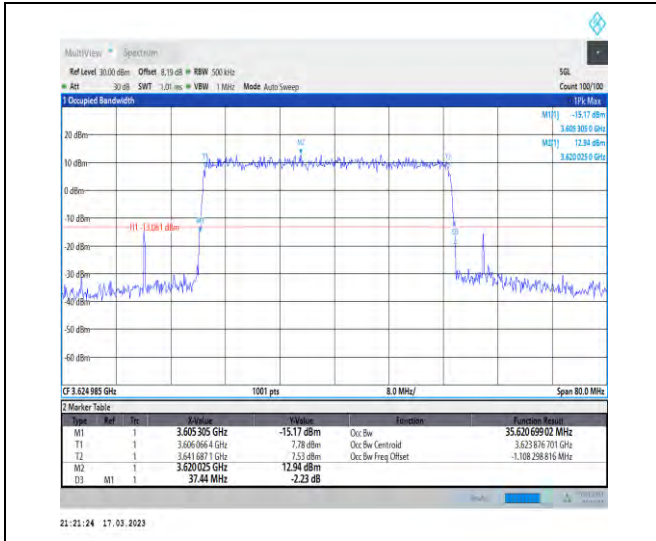 MultiView Spectrum
Ref Level 30.00 dBm Offset 8.19 dB RBW 500 kHz SGL
Att 30 dB SWT 1.01 ms VBW 1 MHz Mode Auto Sweep Count 100/100
1 Occupied Bandwidth 1Pk Max
M1[1] -15.17 dBm
3.605 305 0 GHz
20 dBm M2 M2[1] 12.94 dBm
3.620 025 0 GHz
10 dBm T1 T2
0 dBm
-10 dBm
H1 -13.061 dBm M1
-20 dBm D3
-30 dBm
-40 dBm
-50 dBm
-60 dBm
CF 3.624 985 GHz 1001 pts 8.0 MHz/ Span 80.0 MHz
2 Marker Table
Type Ref Trc X-Value Y-Value Function Function Result
M1 1 3.605 305 GHz -15.17 dBm Occ Bw 35.620 699 02 MHz
T1 1 3.606 066 4 GHz 7.78 dBm Occ Bw Centroid 3.623 876 701 GHz
T2 1 3.641 687 1 GHz 7.53 dBm Occ Bw Freq Offset -1.108 298 816 MHz
M2 1 3.620 025 GHz 12.94 dBm
D3 M1 1 37.44 MHz -2.23 dB
21:21:24 17.03.2023